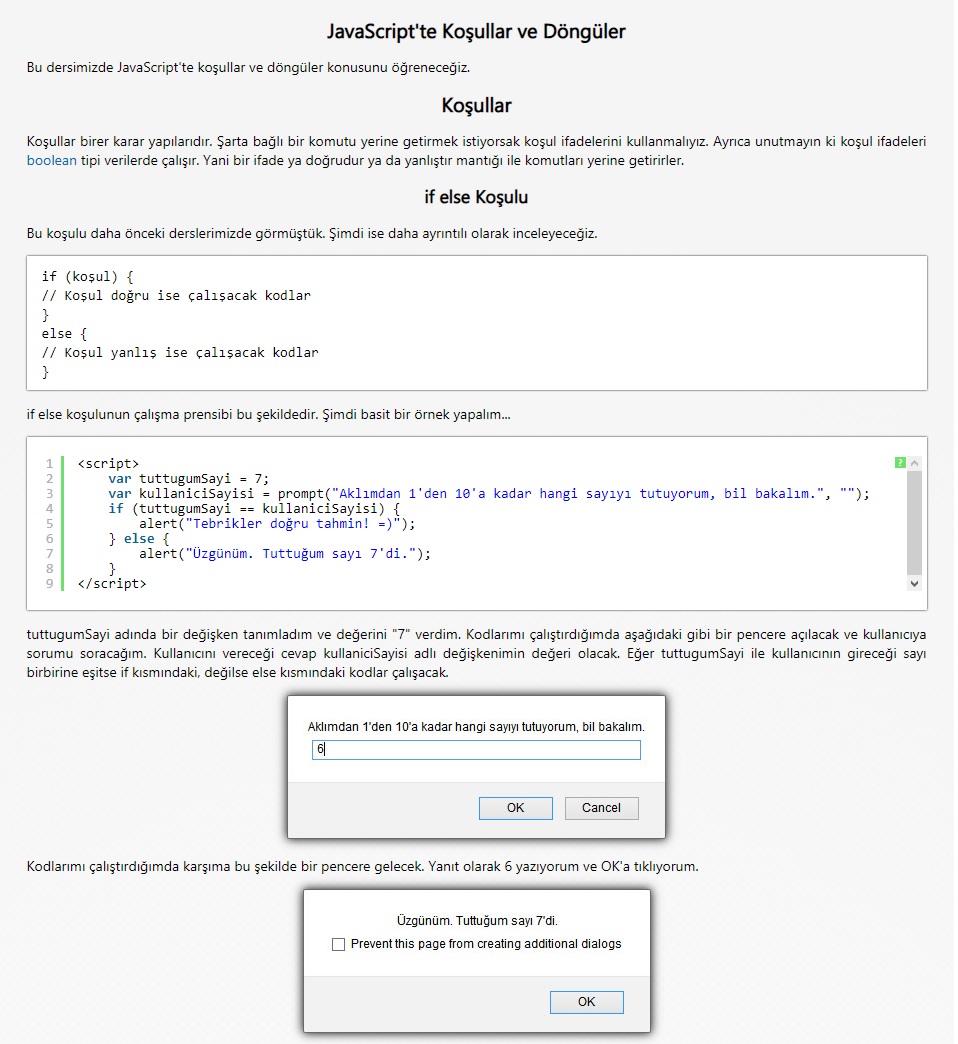 JavaScript'te Koşullar ve Döngüler
Bu dersimizde JavaScript'te koşullar ve döngüler konusunu öğreneceğiz.
Koşullar
Koşullar birer karar yapılarıdır. Şarta bağlı bir komutu yerine getirmek istiyorsak koşul ifadelerini kullanmalıyız. Ayrıca unutmayın ki koşul ifadeleri
boolean tipi verilerde çalışır. Yani bir ifade ya doğrudur ya da yanlıştır mantığı ile komutları yerine getirirler.
if else Koşulu
Bu koşulu daha önceki derslerimizde görmüştük. Şimdi ise daha ayrıntılı olarak inceleyeceğiz.
if (koşul) {
// Koşul doğru ise çalışacak kodlar
}
else {
// Koşul yanlış ise çalışacak kodlar
}
if else koşulunun çalışma prensibi bu şekildedir. Şimdi basit bir örnek yapalım...
1 <script>
2 var tuttugumSayi = 7;
3 var kullaniciSayisi = prompt("Aklımdan 1'den 10'a kadar hangi sayıyı tutuyorum, bil bakalım.", "");
4 if (tuttugumSayi == kullaniciSayisi) {
5 alert("Tebrikler doğru tahmin! =)");
6 } else {
7 alert("Üzgünüm. Tuttuğum sayı 7'di.");
8 }
9 </script>
?
tuttugumSayi adında bir değişken tanımladım ve değerini "7" verdim. Kodlarımı çalıştırdığımda aşağıdaki gibi bir pencere açılacak ve kullanıcıya
sorumu soracağım. Kullanıcını vereceği cevap kullaniciSayisi adlı değişkenimin değeri olacak. Eğer tuttugumSayi ile kullanıcının gireceği sayı
birbirine eşitse if kısmındaki, değilse else kısmındaki kodlar çalışacak.
Aklımdan 1'den 10'a kadar hangi sayıyı tutuyorum, bil bakalım.
6
OK Cancel
Kodlarımı çalıştırdığımda karşıma bu şekilde bir pencere gelecek. Yanıt olarak 6 yazıyorum ve OK'a tıklıyorum.
Üzgünüm. Tuttuğum sayı 7'di.
Prevent this page from creating additional dialogs
OK